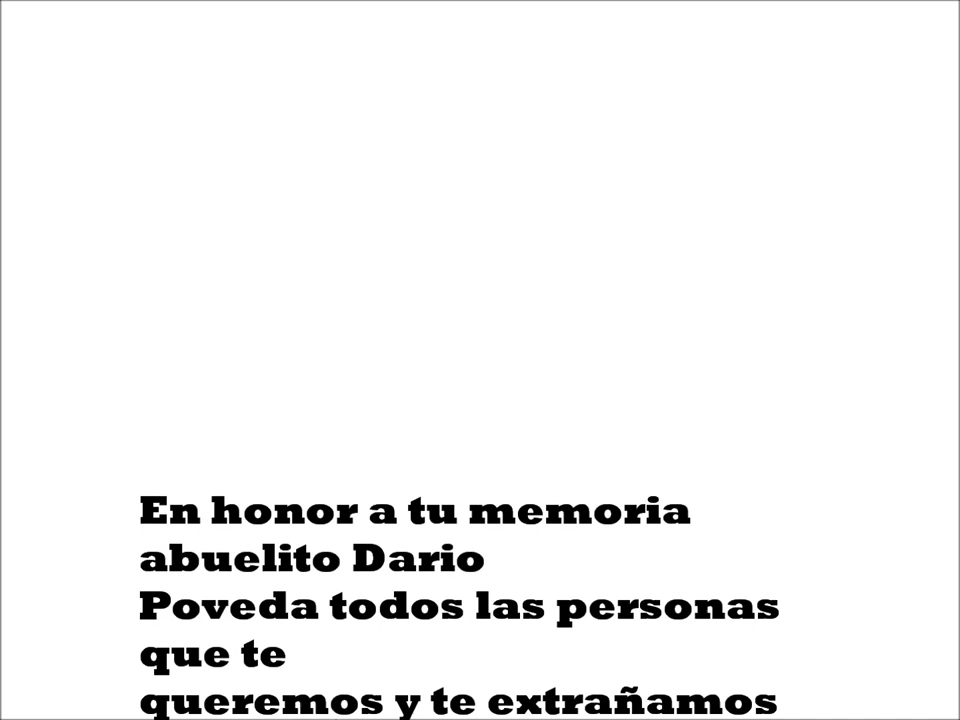 En honor a tu memoria
abuelito Dario
Poveda todos las personas
que te
queremos y te extrañamos